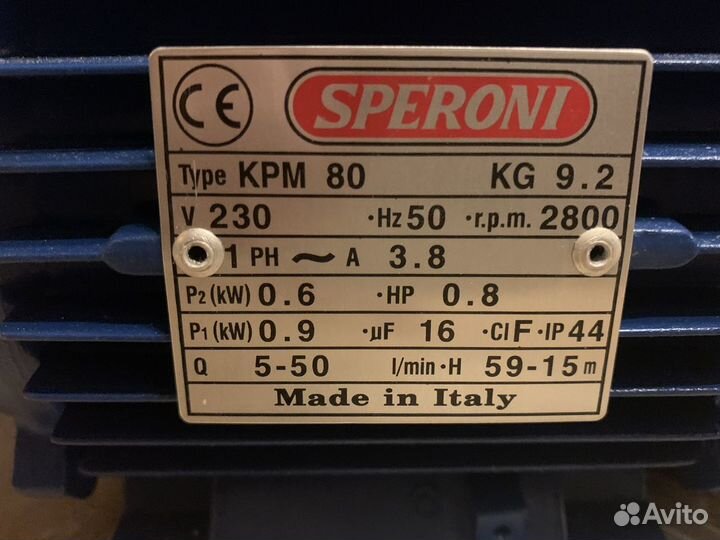 CE SPERONI
Type KPM 80 KG 9.2
V 230 ·Hz 50 ·r.p.m. 2800
1 PH ~ A 3.8
P2 (kW) 0.6 ·HP 0.8
P1 (kW) 0.9 ·µF 16 ·Cl F ·IP 44
Q 5-50 l/min ·H 59-15 m
Made in Italy
Avito